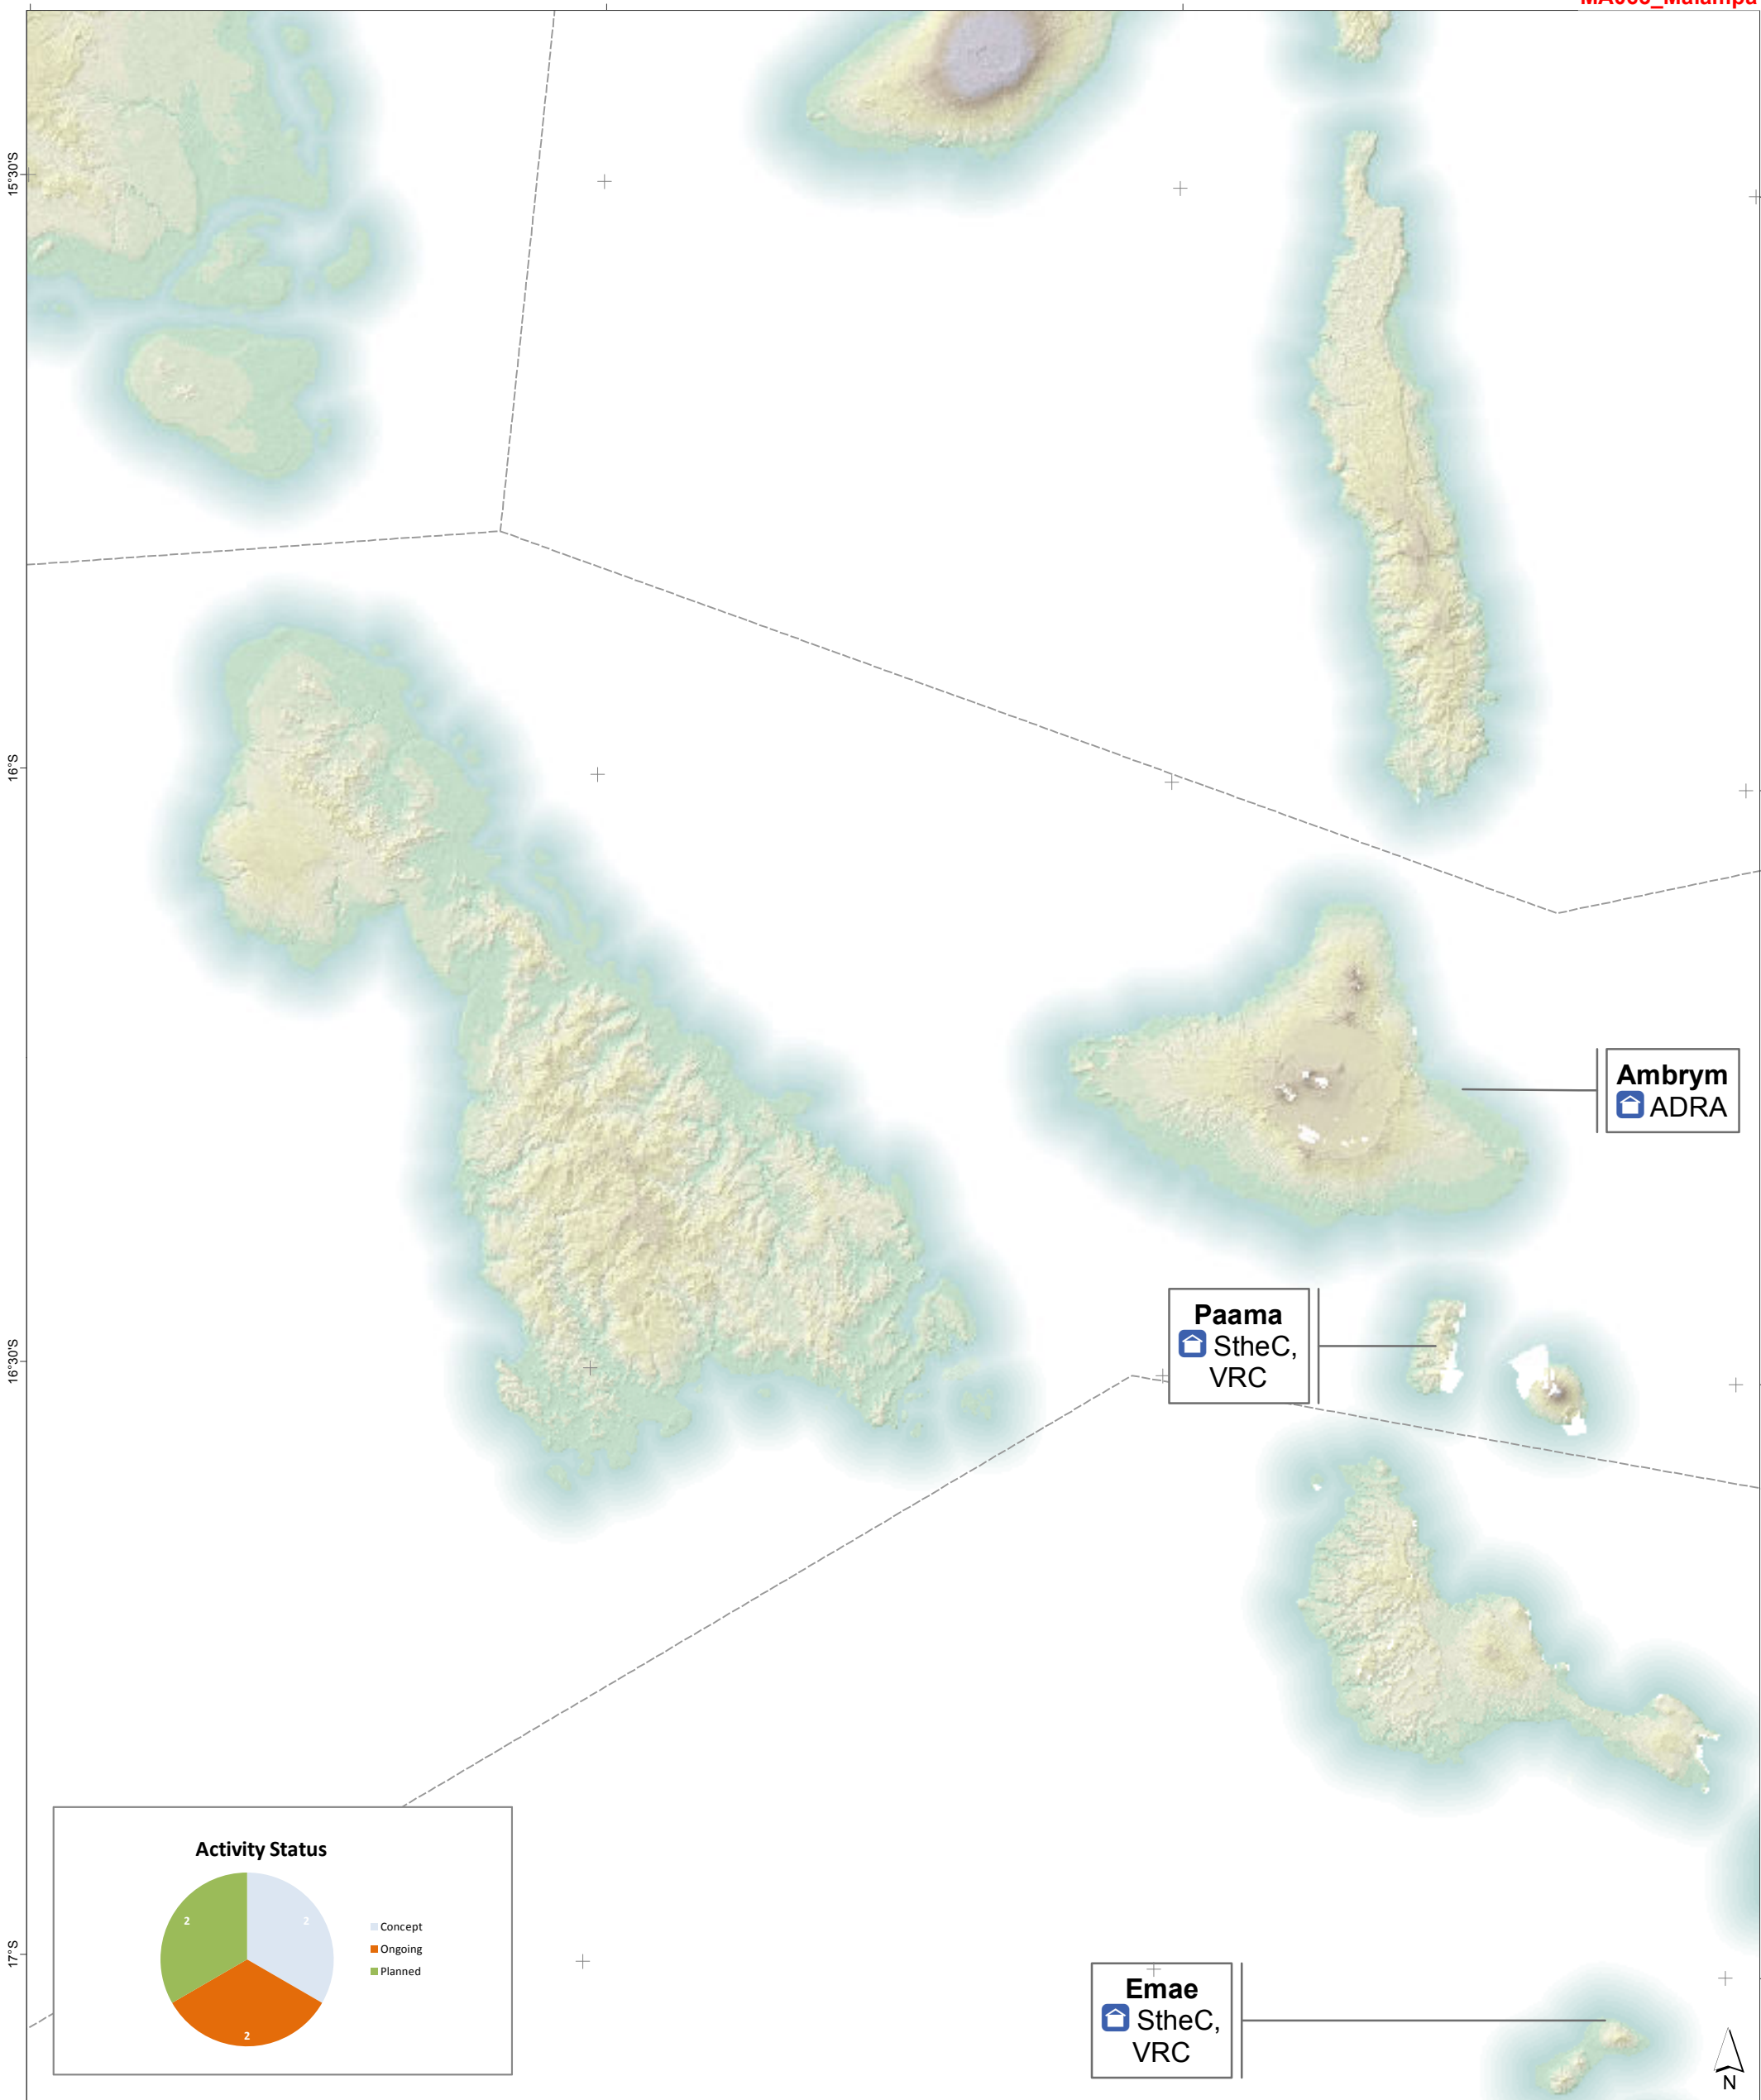 15°30'S
16°S
Ambrym
ADRA
Paama
StheC,
VRC
16°30'S
Activity Status
2
2
2
Concept
Ongoing
Planned
17°S
Emae
StheC,
VRC
N